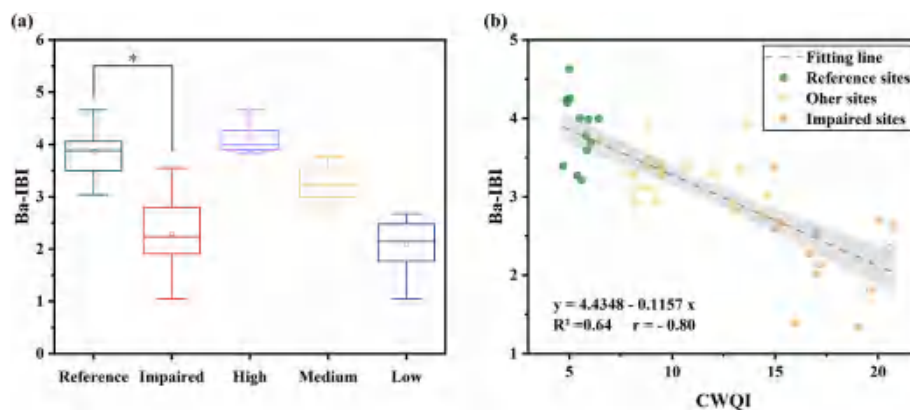 (a)
*
Ba-IBI
6
5
4
3
2
1
0
Reference Impaired High Medium Low
(b)
Ba-IBI
5
4
3
2
1
Fitting line
Reference sites
Oher sites
Impaired sites
y = 4.4348 - 0.1157 x
R² =0.64 r = - 0.80
5 10 15 20
CWQI